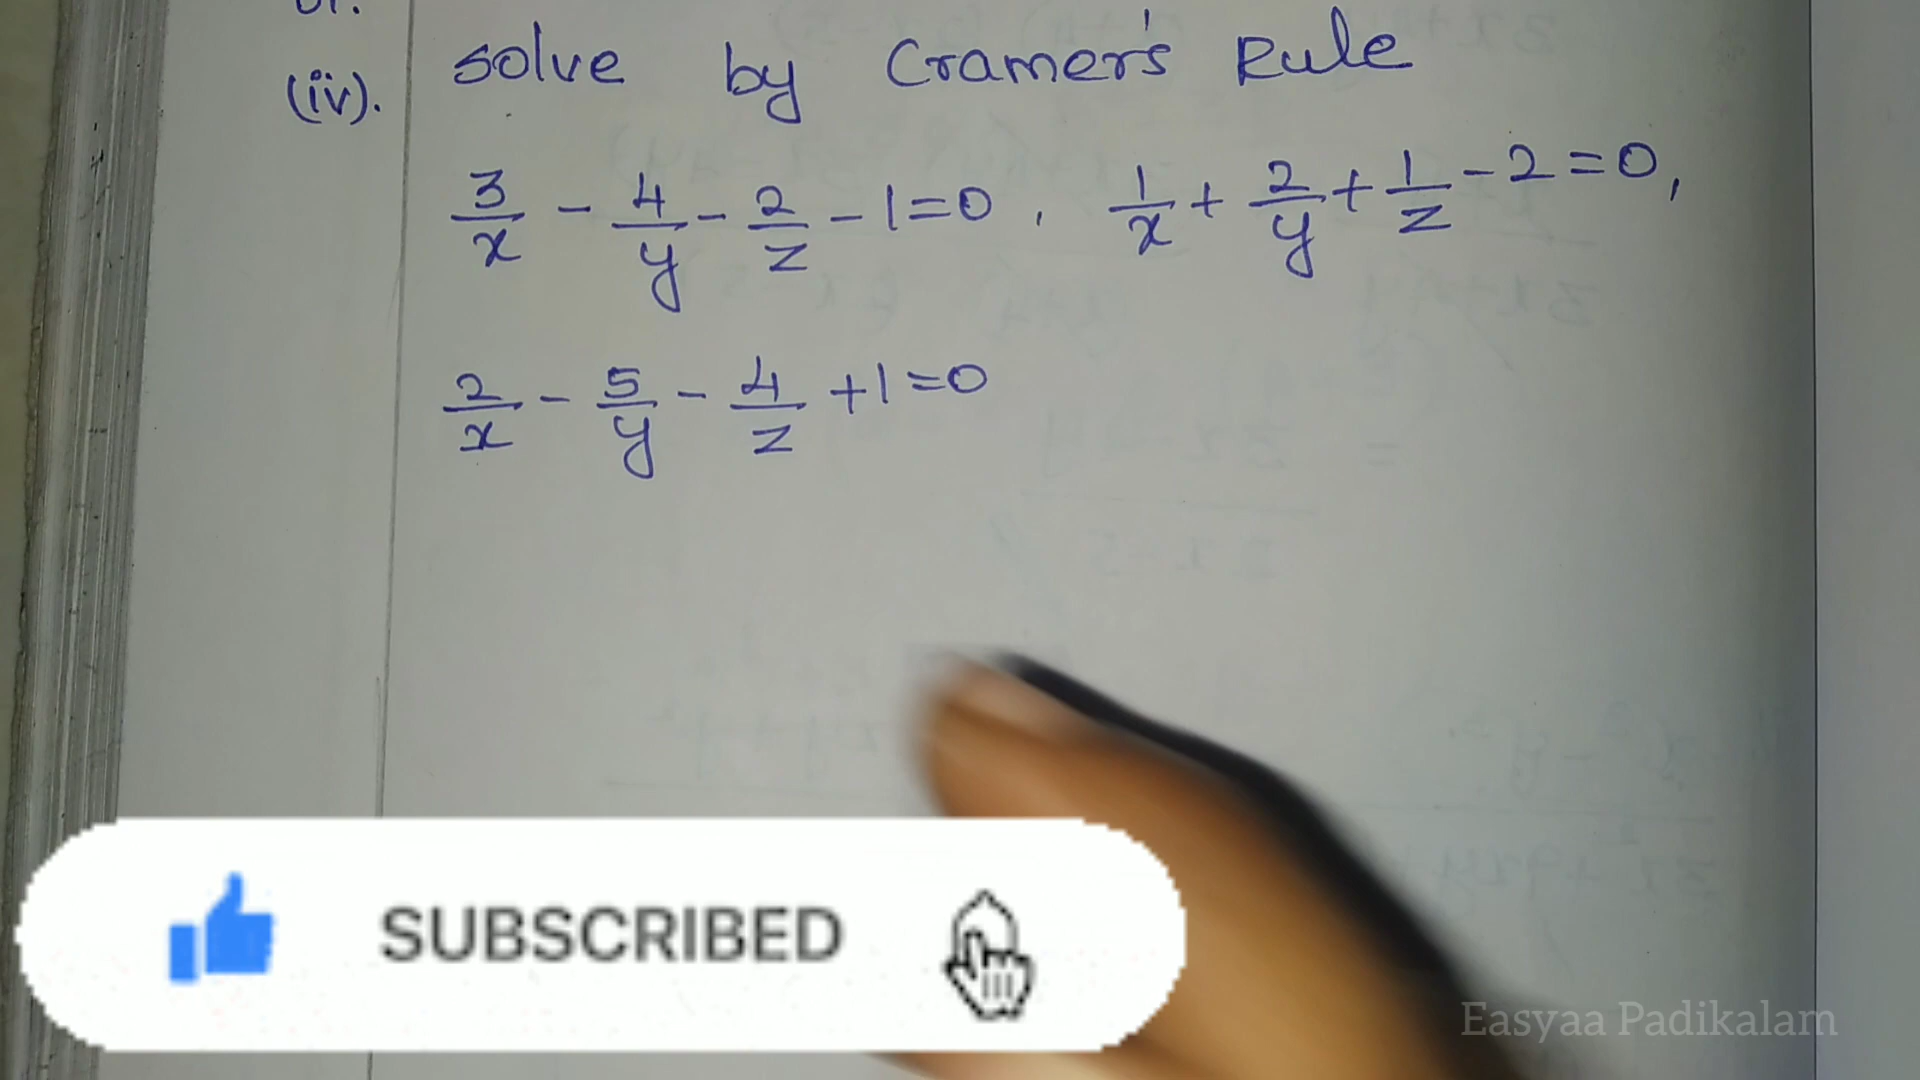 (iv). Solve by Cramer's Rule
3/x - 4/y - 2/z - 1 = 0, 1/x + 2/y + 1/z - 2 = 0,
2/x - 5/y - 4/z + 1 = 0
SUBSCRIBED
Easyaa Padikalam